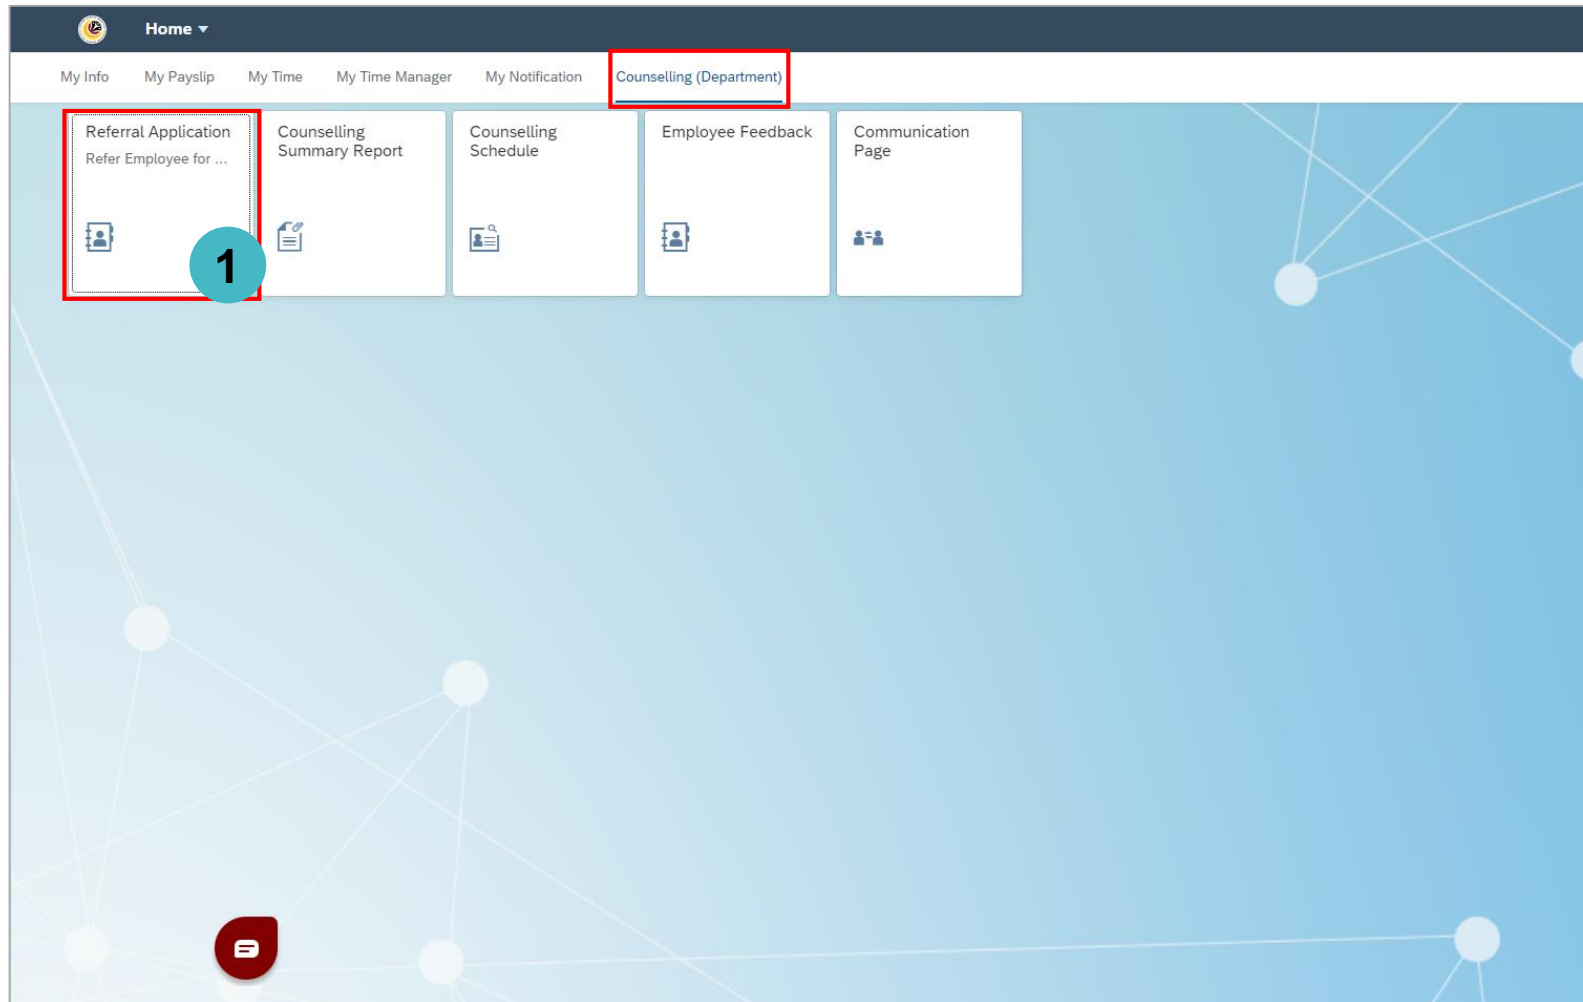 Home
My Info My Payslip My Time My Time Manager My Notification Counselling (Department)
Referral Application
Refer Employee for ...
Counselling
Summary Report
Counselling
Schedule
Employee Feedback
Communication
Page
1